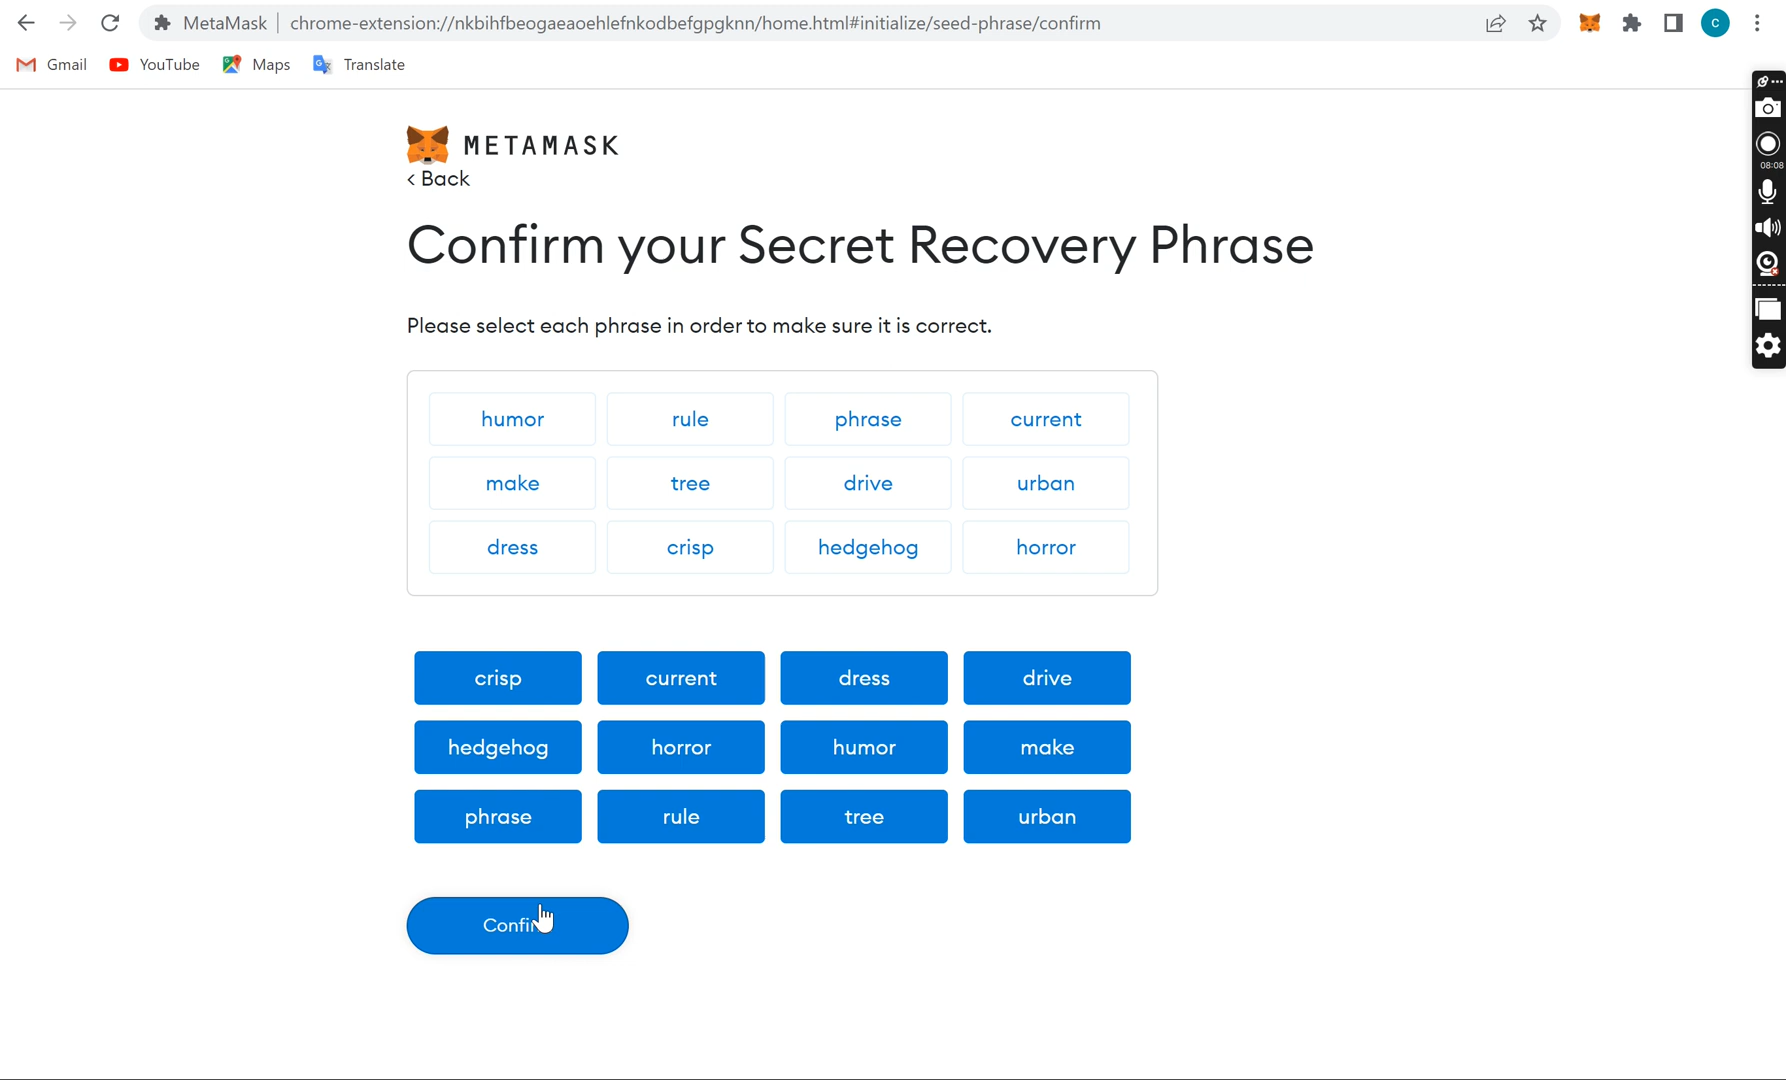 MetaMask | chrome-extension://nkbihfbeogaeaoehlefnkodbefgpgknn/home.html#initialize/seed-phrase/confirm
C
Gmail YouTube Maps Translate
METAMASK
< Back
08:08
Confirm your Secret Recovery Phrase
Please select each phrase in order to make sure it is correct.
humor rule phrase current
make tree drive urban
dress crisp hedgehog horror
crisp current dress drive
hedgehog horror humor make
phrase rule tree urban